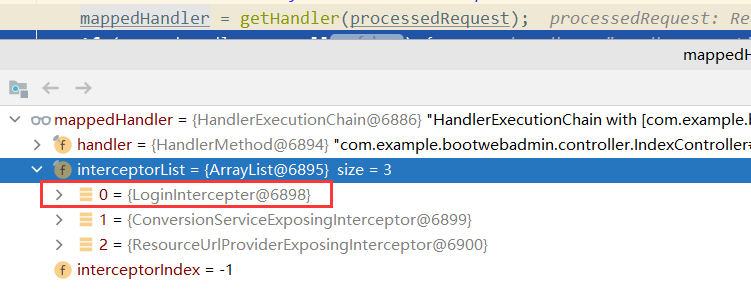 mappedHandler = getHandler(processedRequest); processedRequest: Re
mappedH
mappedHandler = {HandlerExecutionChain@6886} "HandlerExecutionChain with [com.example.b
handler = {HandlerMethod@6894} "com.example.bootwebadmin.controller.IndexController#
interceptorList = {ArrayList@6895} size = 3
0 = {LoginIntercepter@6898}
1 = {ConversionServiceExposingInterceptor@6899}
2 = {ResourceUrlProviderExposingInterceptor@6900}
interceptorIndex = -1